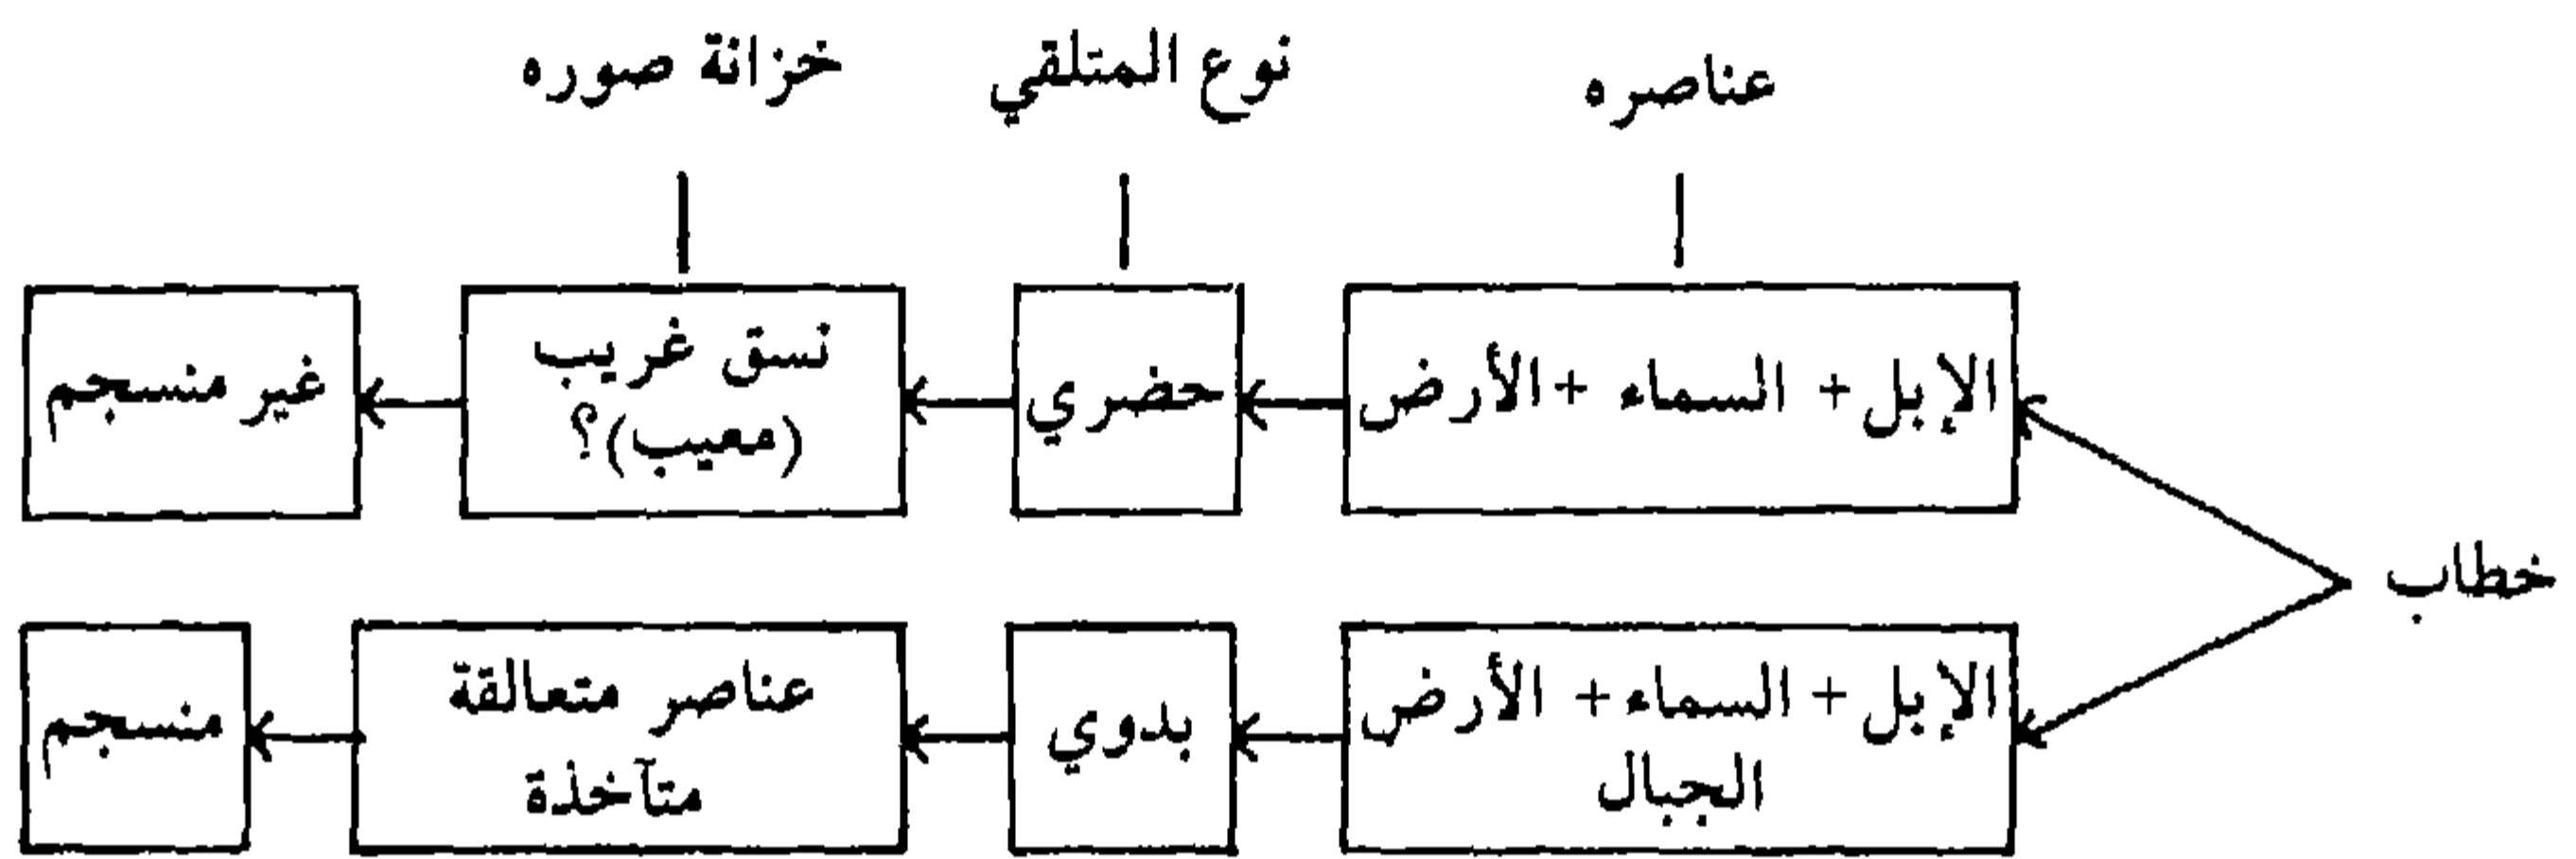 عناصره
نوع المتلقي
خزانة صوره
خطاب
الإبل + السماء + الأرض
حضري
نسق غريب
(معيب)؟
غير منسجم
الإبل + السماء + الأرض
الجبال
بدوي
عناصر متعالقة
متآخذة
منسجم